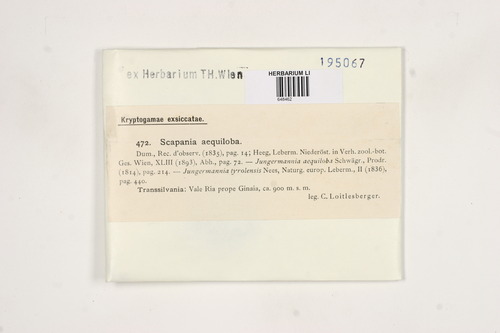 195067
ex Herbarium TH.Wien
HERBARIUM LI
Kryptogamae exsiccatae.
472. Scapania aequiloba.
Dum., Rec. d'observ. (1835), pag. 14; Heeg, Leberm. Niederöst. in Verh. zool.-bot.
Ges. Wien, XLIII (1893), Abh., pag. 72. — Jungermannia aequiloba Schwägr., Prodr.
(1814), pag. 214. — Jungermannia tyrolensis Nees, Naturg. europ. Leberm., II (1836),
pag. 440.
Transsilvania: Vale Ria prope Ginaia, ca. 900 m. s. m.
leg. C. Loitlesberger.